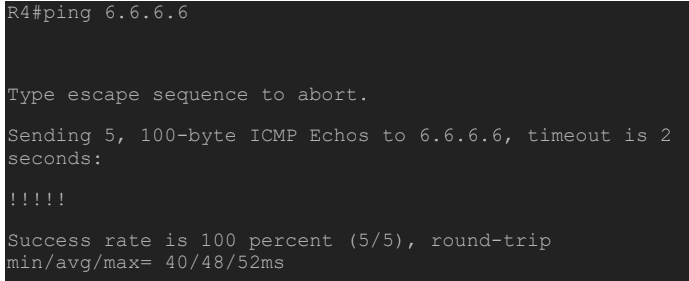 R4#ping 6.6.6.6
Type escape sequence to abort.
Sending 5, 100-byte ICMP Echos to 6.6.6.6, timeout is 2
seconds:
!!!!!
Success rate is 100 percent (5/5), round-trip
min/avg/max= 40/48/52ms